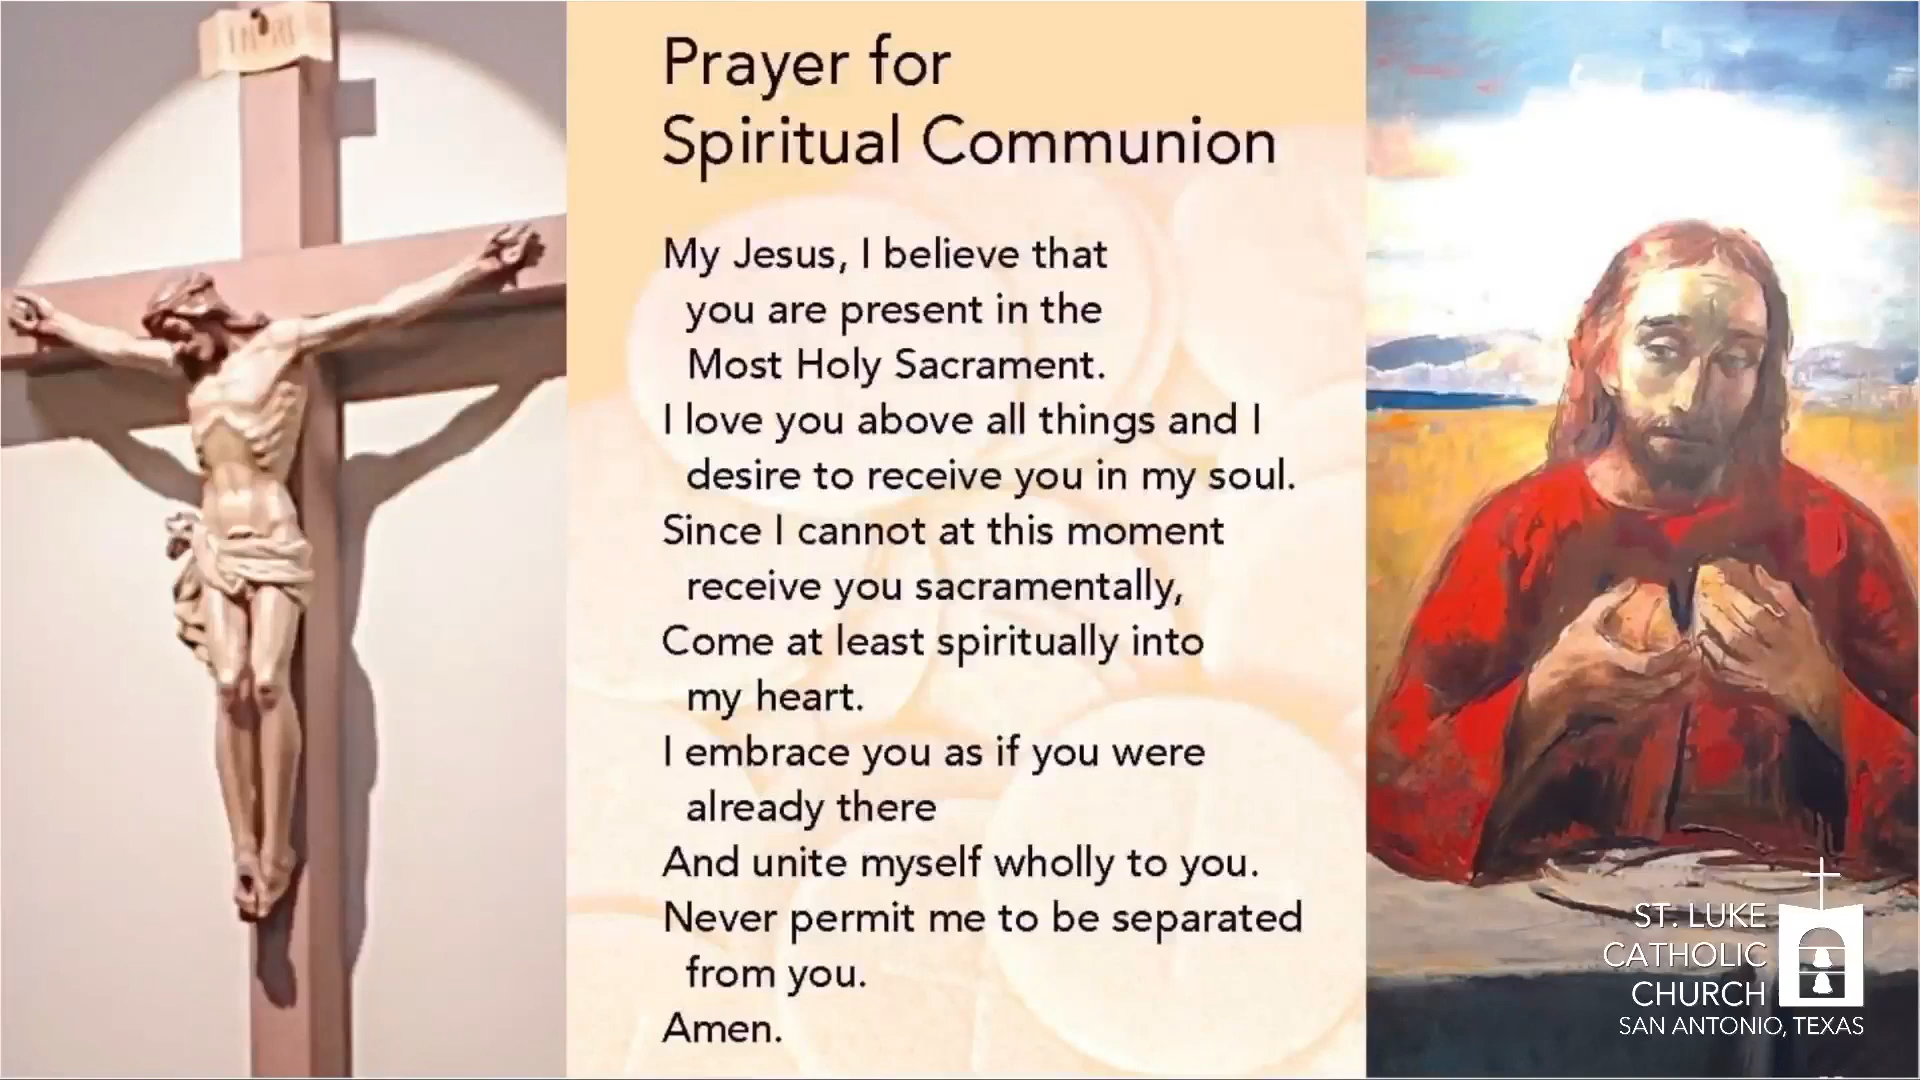 INRI
Prayer for
Spiritual Communion
My Jesus, I believe that
you are present in the
Most Holy Sacrament.
I love you above all things and I
desire to receive you in my soul.
Since I cannot at this moment
receive you sacramentally,
Come at least spiritually into
my heart.
I embrace you as if you were
already there
And unite myself wholly to you.
Never permit me to be separated
from you.
Amen.
ST. LUKE
CATHOLIC
CHURCH
SAN ANTONIO, TEXAS